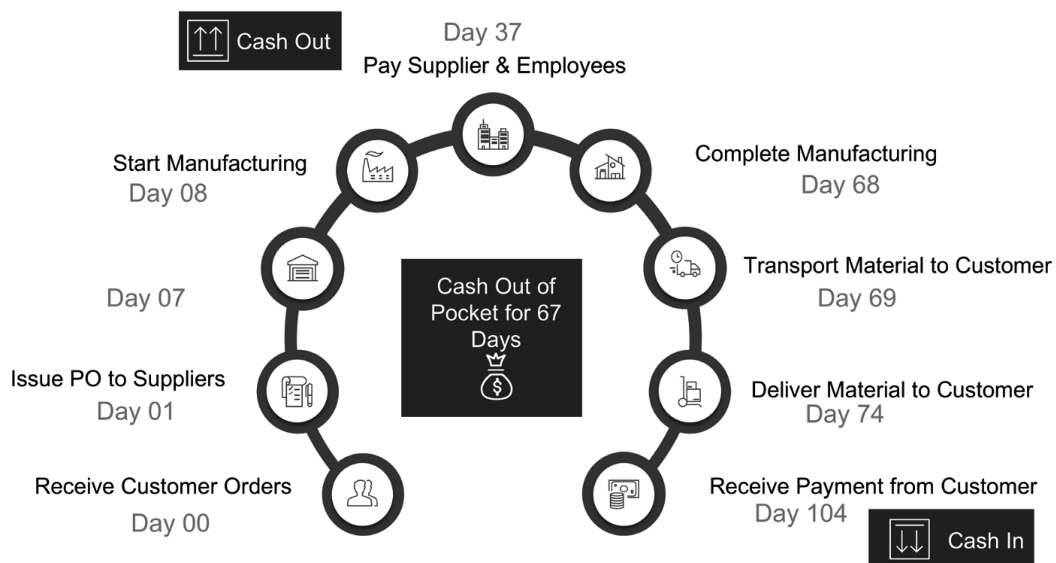 Cash Out
Day 37
Pay Supplier & Employees
Start Manufacturing
Day 08
Complete Manufacturing
Day 68
Day 07
Transport Material to Customer
Day 69
Cash Out of
Pocket for 67
Days
$
Issue PO to Suppliers
Day 01
Deliver Material to Customer
Day 74
Receive Customer Orders
Day 00
Receive Payment from Customer
Day 104
Cash In